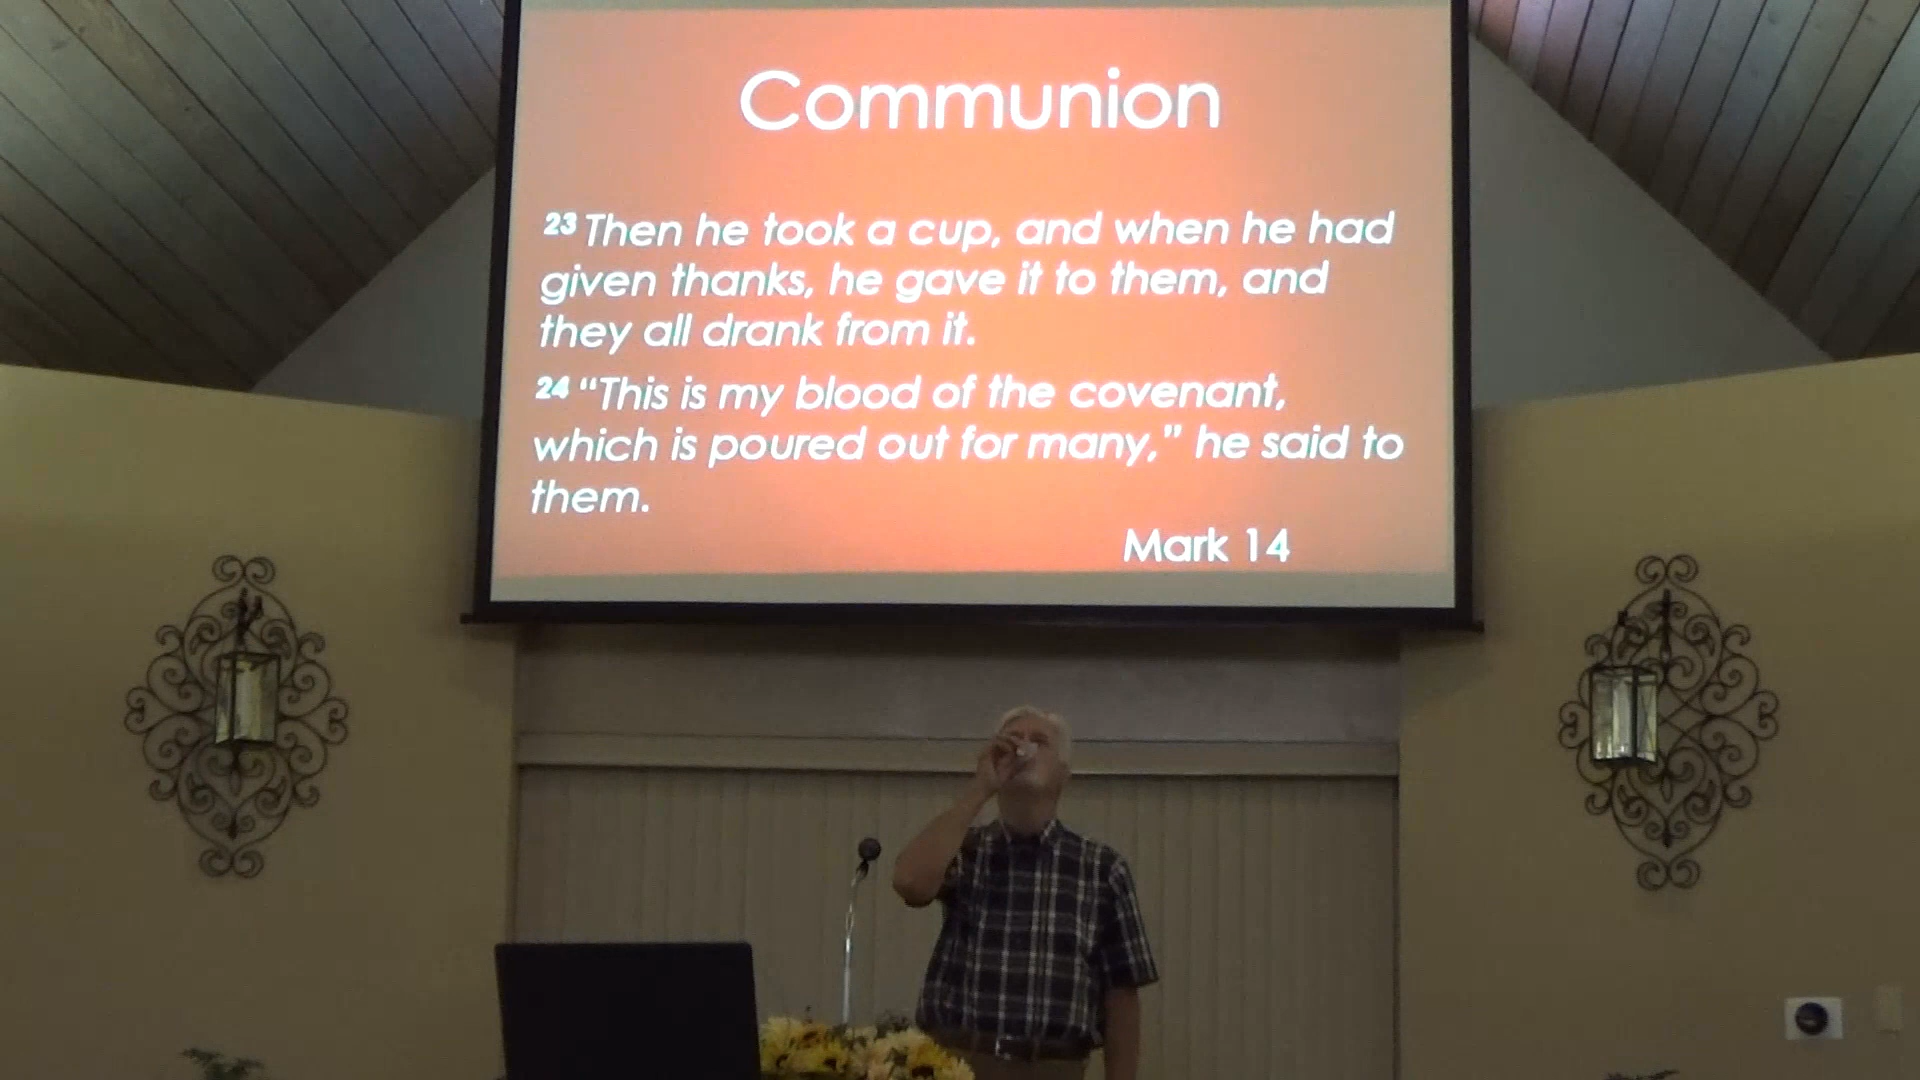 Communion
23 Then he took a cup, and when he had
given thanks, he gave it to them, and
they all drank from it.
24 “This is my blood of the covenant,
which is poured out for many,” he said to
them.
Mark 14